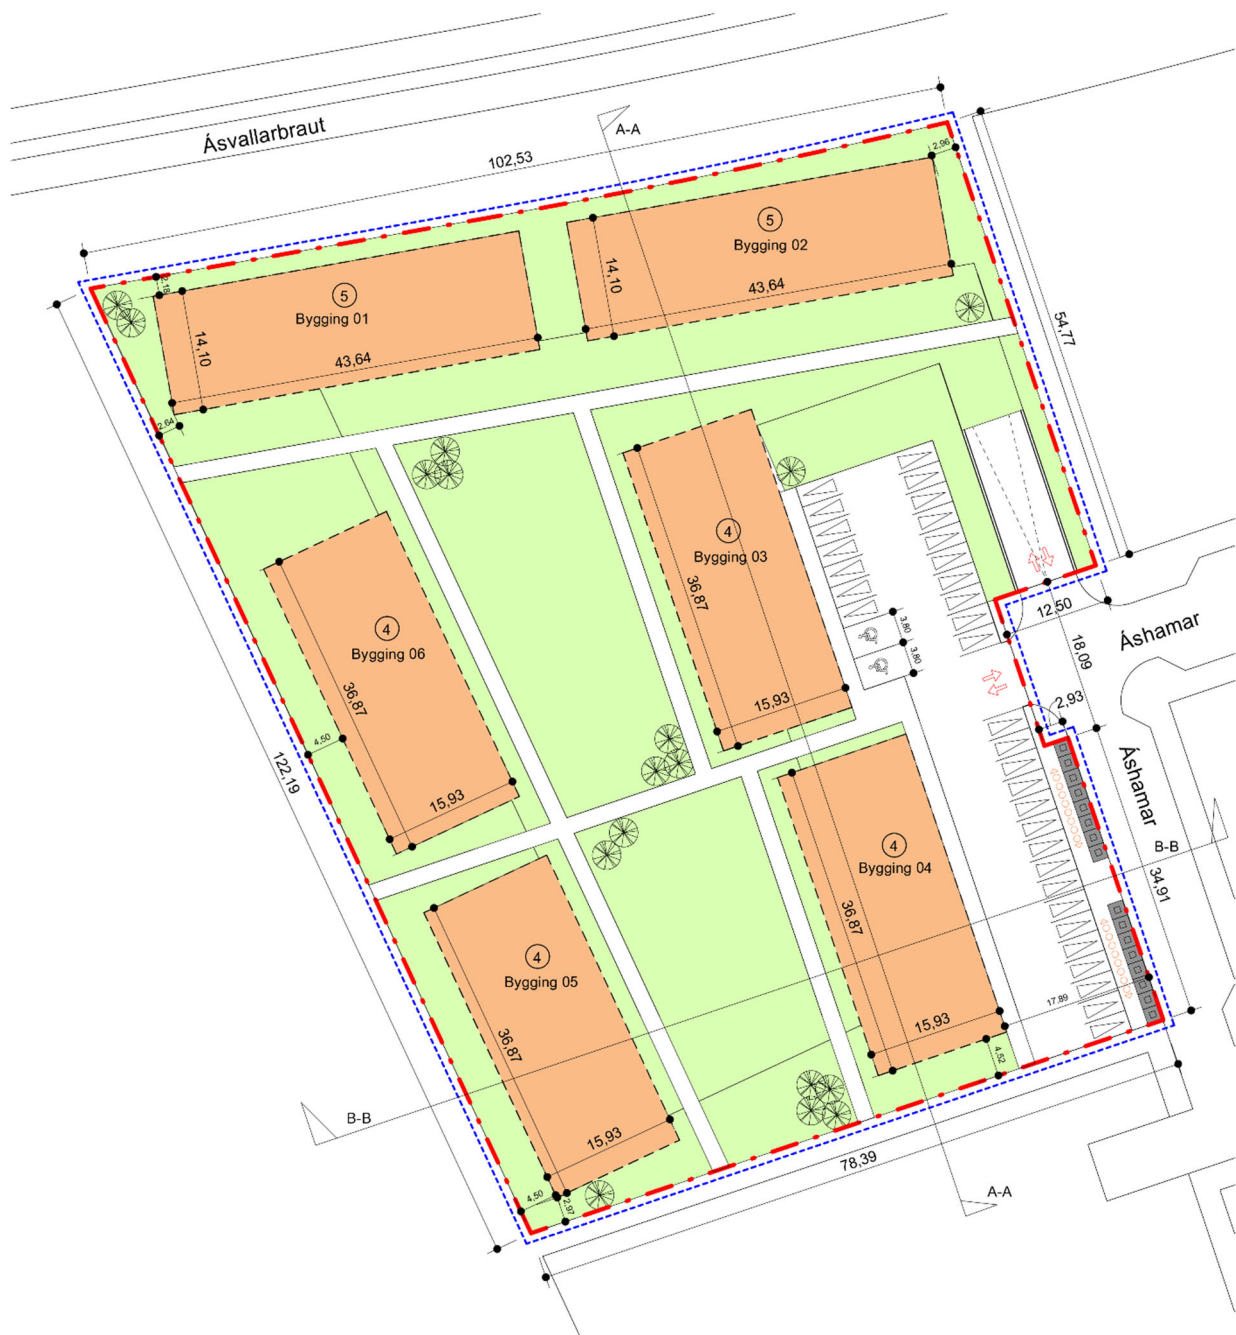 Ásvallarbraut
A-A
102,53
2,96
5
Bygging 02
14,10
43,64
2,18
5
Bygging 01
14,10
43,64
2,64
54,77
4
Bygging 03
36,87
15,93
3,80
3,80
12,50
18,09
Áshamar
2,93
4
Bygging 06
36,87
4,50
15,93
122,19
Áshamar
B-B
34,91
4
Bygging 04
36,87
15,93
17,89
4,52
4
Bygging 05
36,87
15,93
B-B
4,50
2,97
78,39
A-A